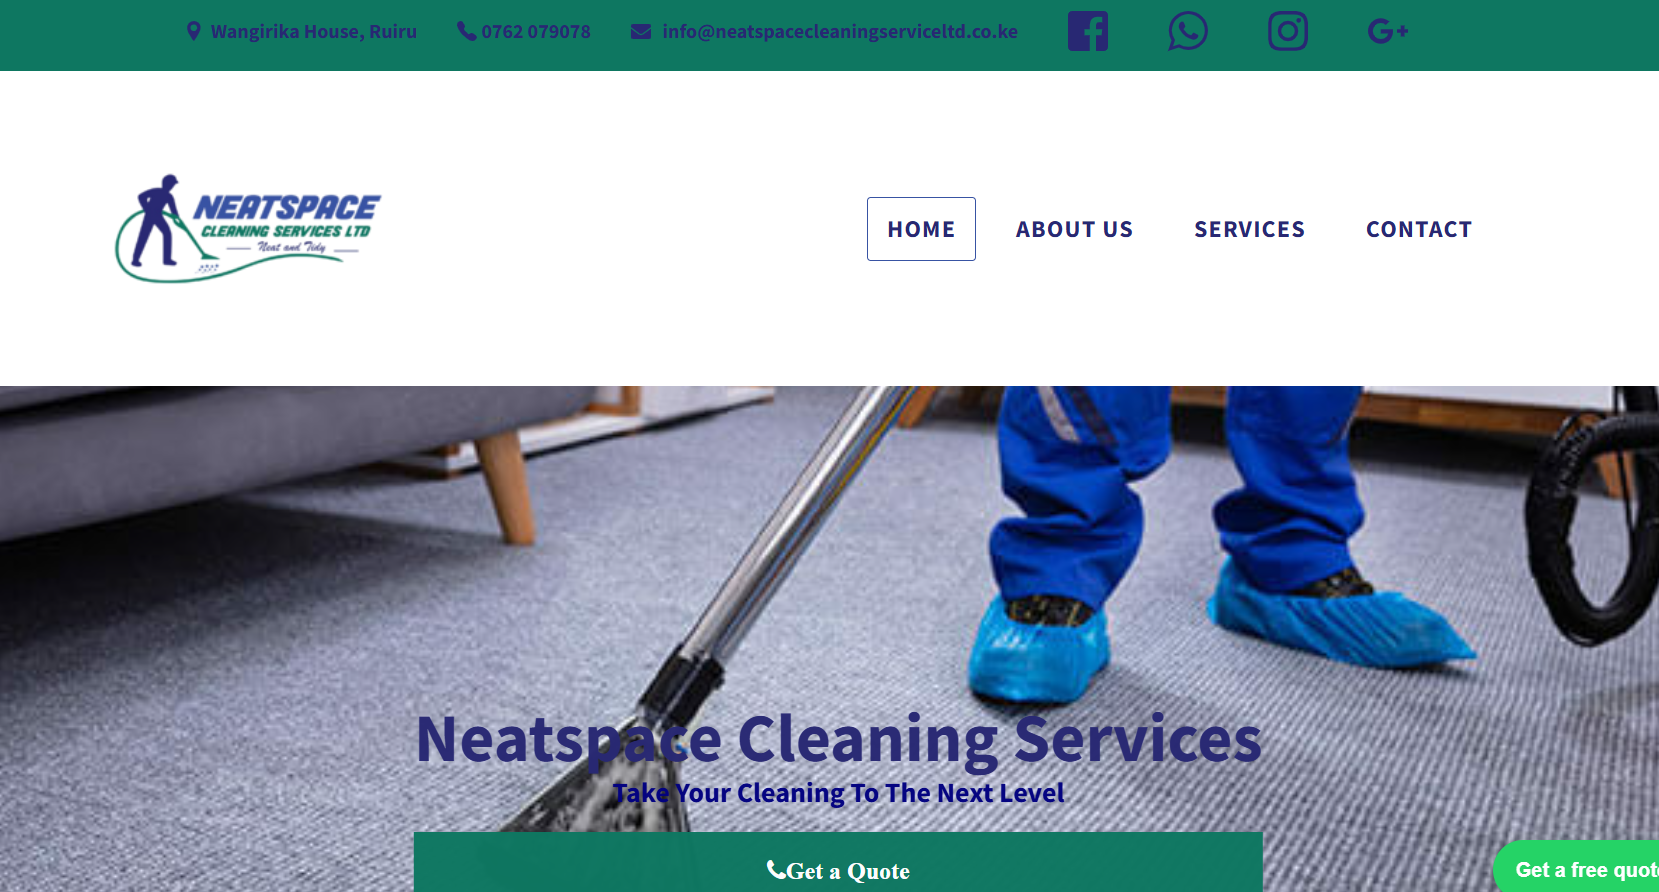 Wangirika House, Ruiru 0762 079078 info@neatspacecleaningserviceltd.co.ke
NEATSPACE
CLEANING SERVICES LTD
Neat and Tidy
HOME ABOUT US SERVICES CONTACT
Neatspace Cleaning Services
Take Your Cleaning To The Next Level
Get a Quote
Get a free quot